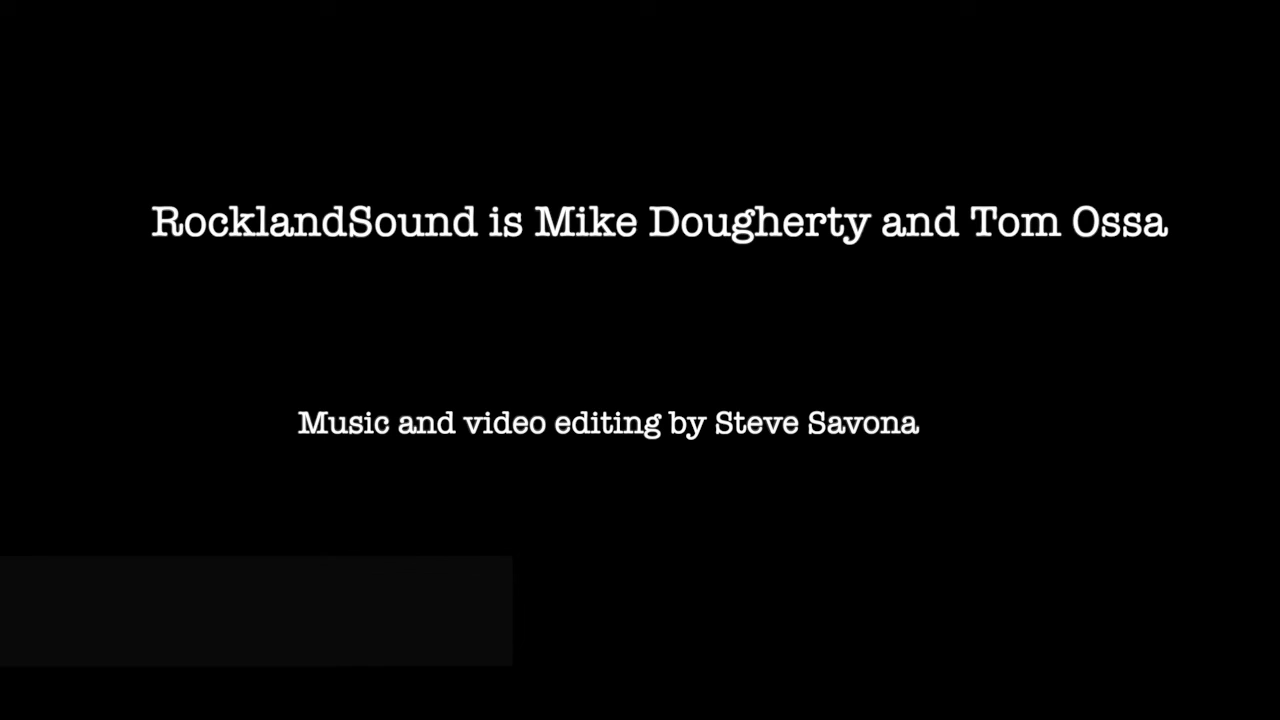 RocklandSound is Mike Dougherty and Tom Ossa
Music and video editing by Steve Savona